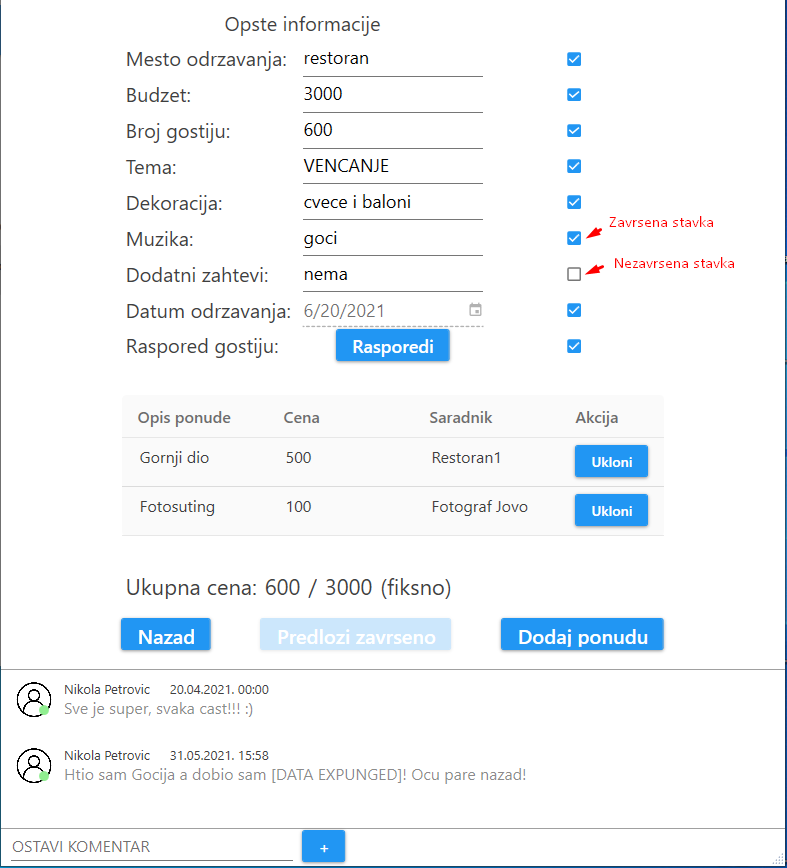 Opste informacije
Mesto odrzavanja: restoran
Budzet: 3000
Broj gostiju: 600
Tema: VENCANJE
Dekoracija: cvece i baloni
Zavrsena stavka
Muzika: goci
Nezavrsena stavka
Dodatni zahtevi: nema
Datum odrzavanja: 6/20/2021
Raspored gostiju: Rasporedi
Opis ponude Cena Saradnik Akcija
Gornji dio 500 Restoran1 Ukloni
Fotosuting 100 Fotograf Jovo Ukloni
Ukupna cena: 600 / 3000 (fiksno)
Nazad Predlozi zavrseno Dodaj ponudu
Nikola Petrovic 20.04.2021. 00:00
Sve je super, svaka cast!!! :)
Nikola Petrovic 31.05.2021. 15:58
Htio sam Gocija a dobio sam [DATA EXPUNGED]! Ocu pare nazad!
OSTAVI KOMENTAR +